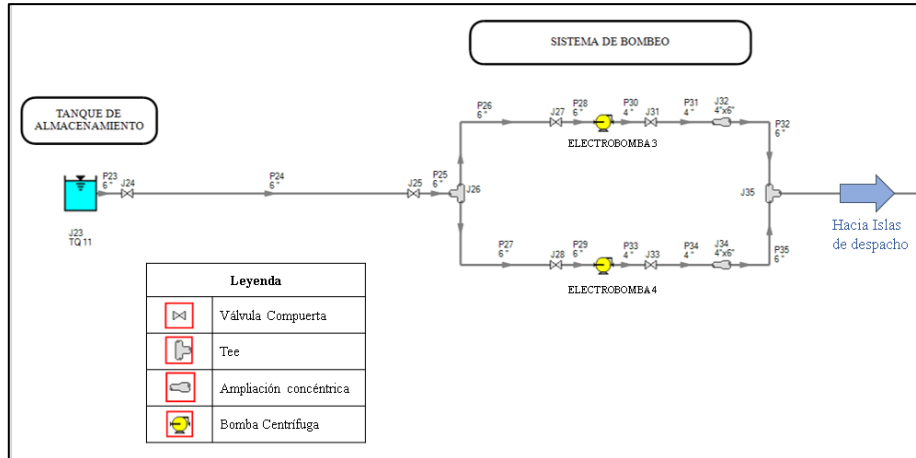 SISTEMA DE BOMBEO
TANQUE DE
ALMACENAMIENTO
P23
6"
J24
P24
6"
J25
P25
6"
J26
J23
TQ 11
P26
6"
J27
P28
6"
P30
4"
J31
P31
4"
J32
4"x6"
P32
6"
ELECTROBOMBA 3
J35
P27
6"
J28
P29
6"
P33
4"
J33
P34
4"
J34
4"x6"
P35
6"
ELECTROBOMBA 4
Hacia Islas
de despacho
Leyenda
Válvula Compuerta
Tee
Ampliación concéntrica
Bomba Centrífuga